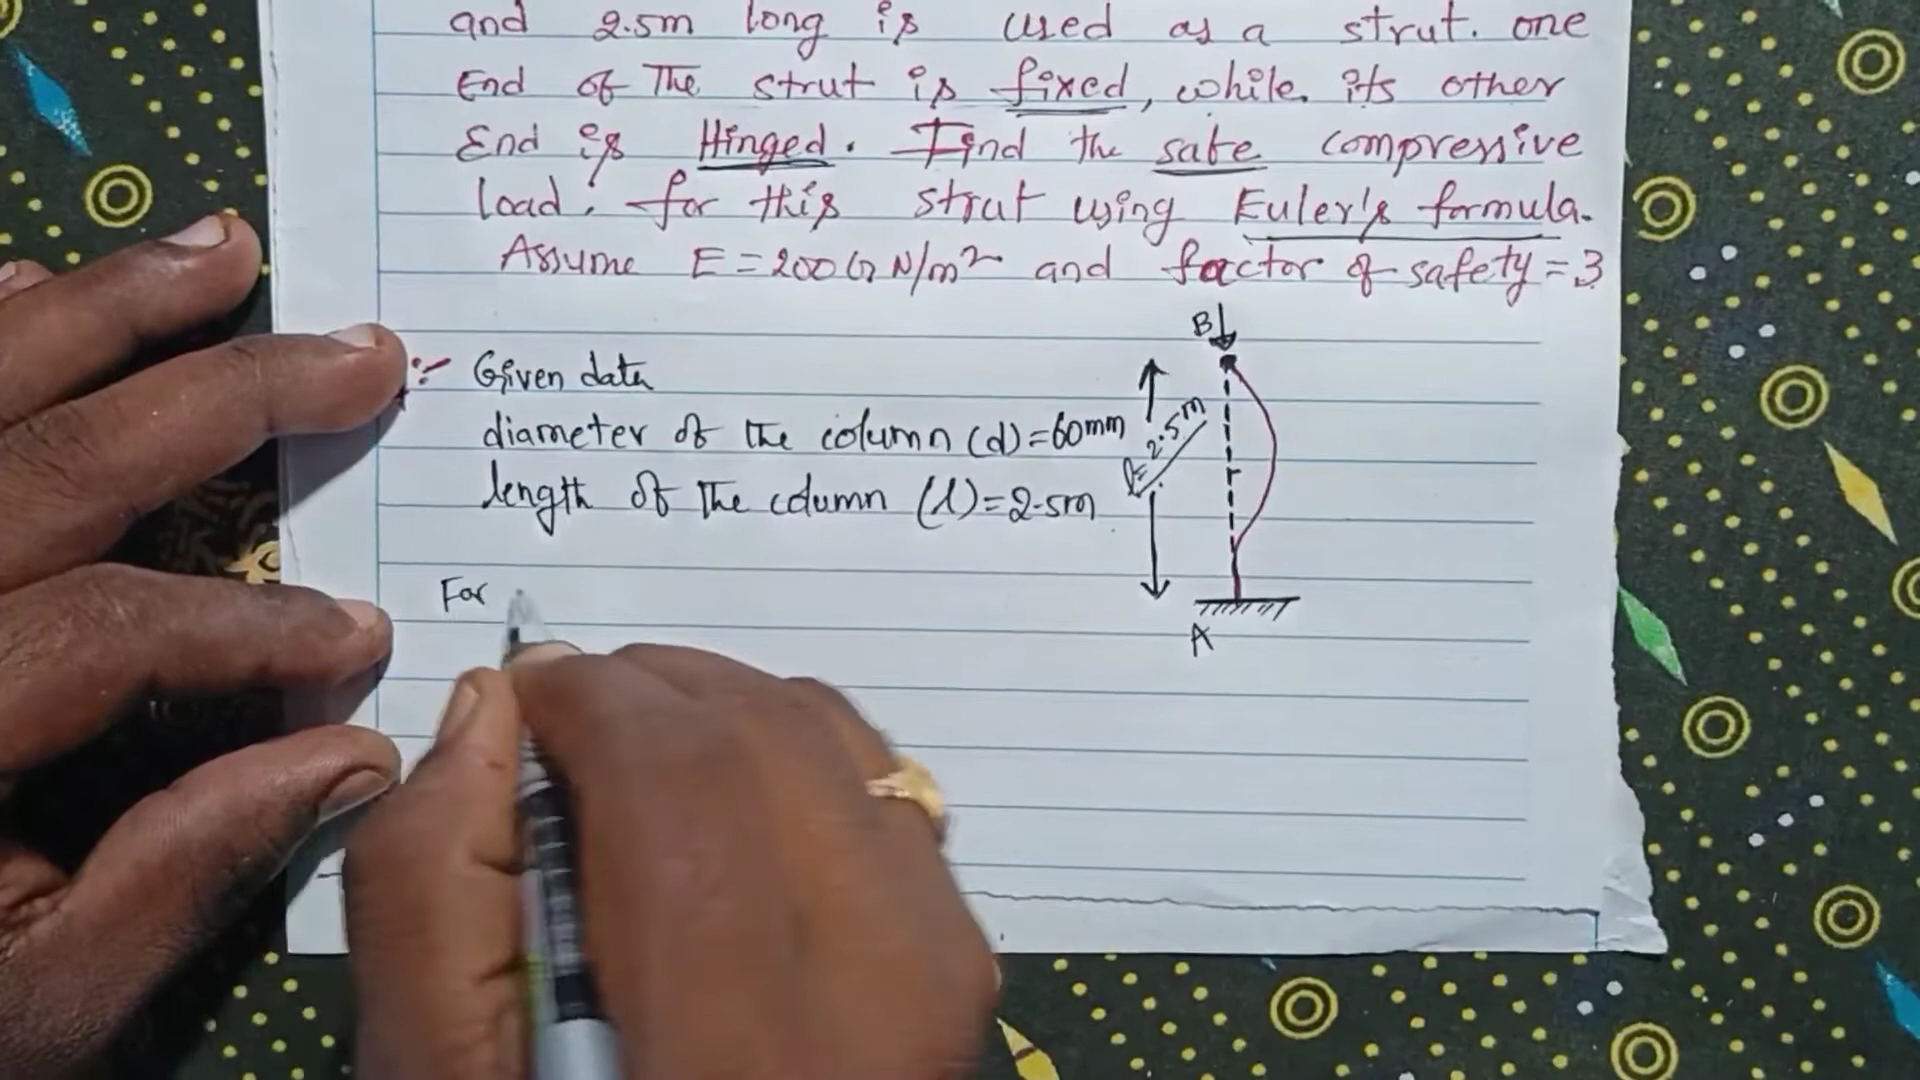 and 2.5m long is used as a strut. one
End of The strut is fixed, while its other
End is Hinged. Find the safe compressive
load. for this strut using Euler's formula.
Assume E = 200 GN/m² and factor of safety = 3
Given data
diameter of the column (d) = 60mm
length of the column (l) = 2.5m
For
B
l = 2.5m
A